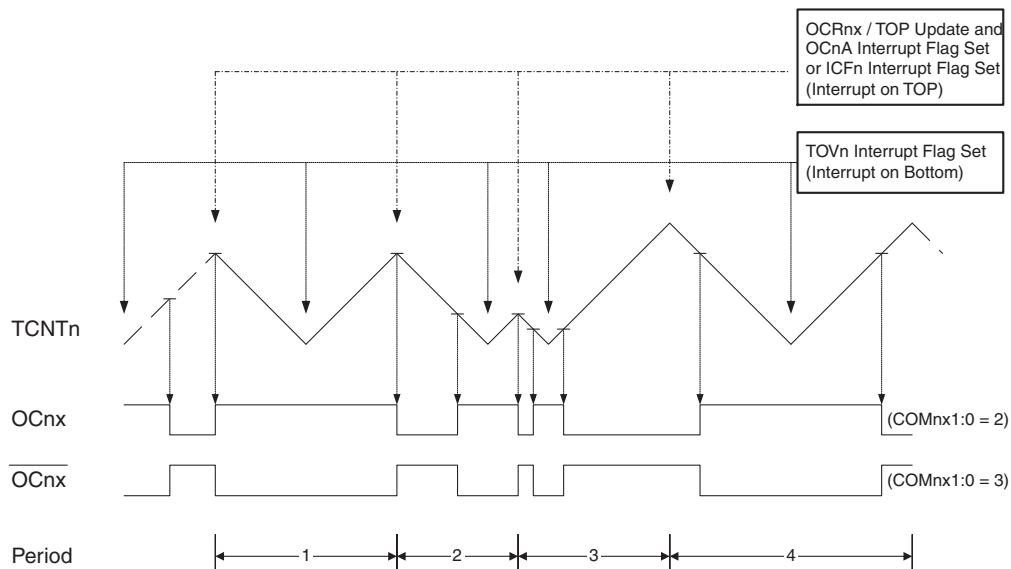 OCRnx / TOP Update and
OCnA Interrupt Flag Set
or ICFn Interrupt Flag Set
(Interrupt on TOP)
TOVn Interrupt Flag Set
(Interrupt on Bottom)
TCNTn
OCnx
(COMnx1:0 = 2)
OCnx
(COMnx1:0 = 3)
Period
1
2
3
4